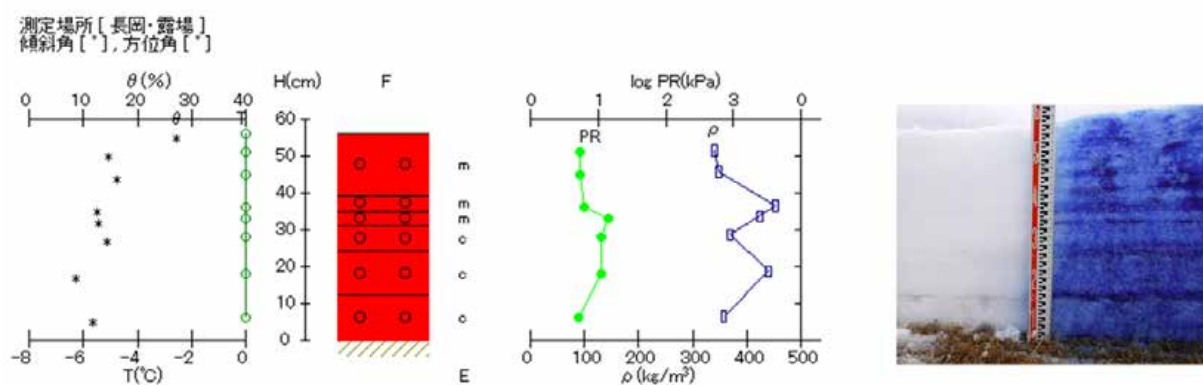 測定場所[ 長岡・露場 ]
傾斜角[ ° ], 方位角[ ° ]
θ(%) H(cm) F log PR(kPa)
0 10 20 30 40 0 1 2 3 0
θ T 60 PR ρ
50 m
40
m
30 m
c
20 c
10
c
0
-8 -6 -4 -2 0 0 100 200 300 400 500
T(℃) E ρ(kg/m³)